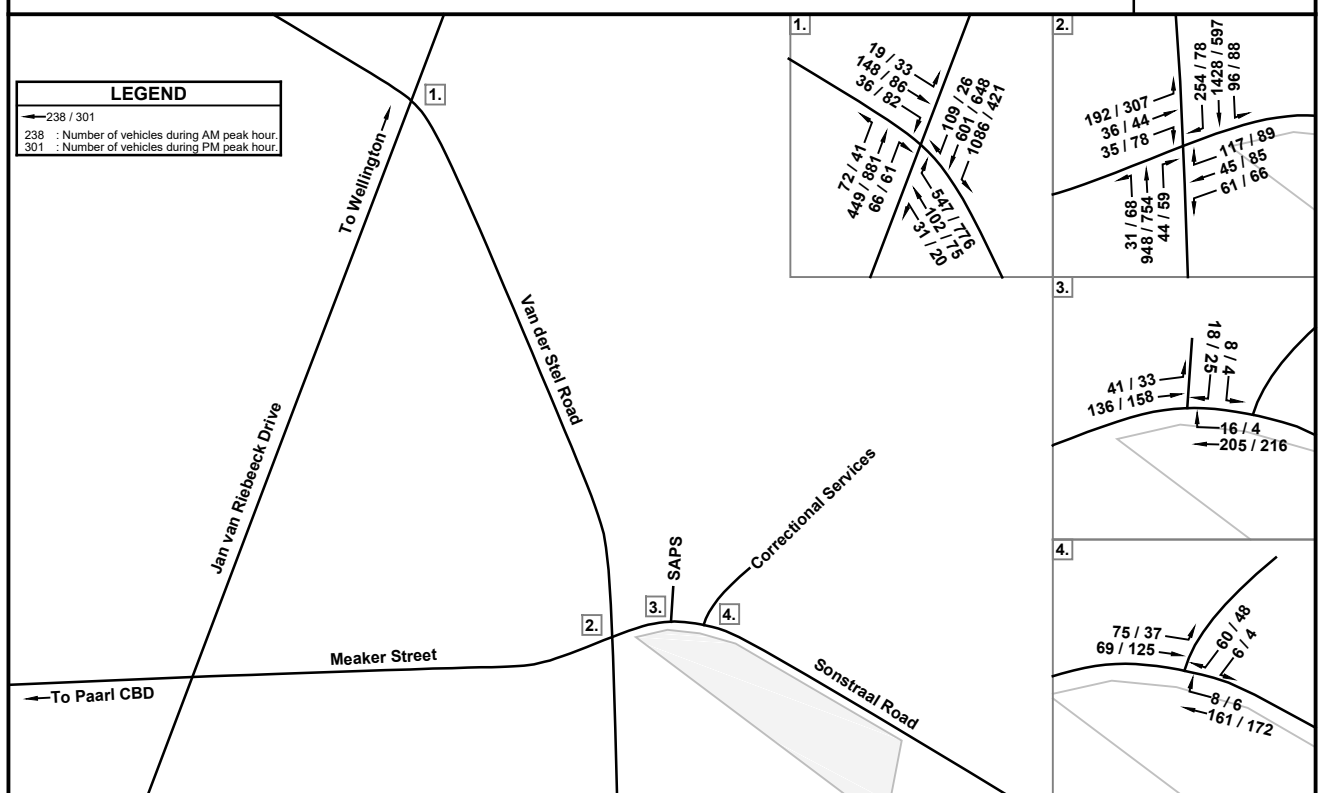 LEGEND
238 / 301
238 : Number of vehicles during AM peak hour.
301 : Number of vehicles during PM peak hour.
1.
To Wellington
Van der Stel Road
Jan van Riebeeck Drive
Correctional Services
SAPS
3.
4.
2.
Meaker Street
To Paarl CBD
Sonstraal Road
1.
19 / 33
148 / 86
36 / 82
109 / 26
601 / 648
1086 / 421
72 / 41
449 / 881
66 / 61
547 / 776
102 / 75
31 / 20
2.
254 / 78
1428 / 597
96 / 88
192 / 307
36 / 44
35 / 78
117 / 89
45 / 85
61 / 66
31 / 68
948 / 754
44 / 59
3.
18 / 25
8 / 4
41 / 33
136 / 158
16 / 4
205 / 216
4.
75 / 37
69 / 125
60 / 48
6 / 4
8 / 6
161 / 172